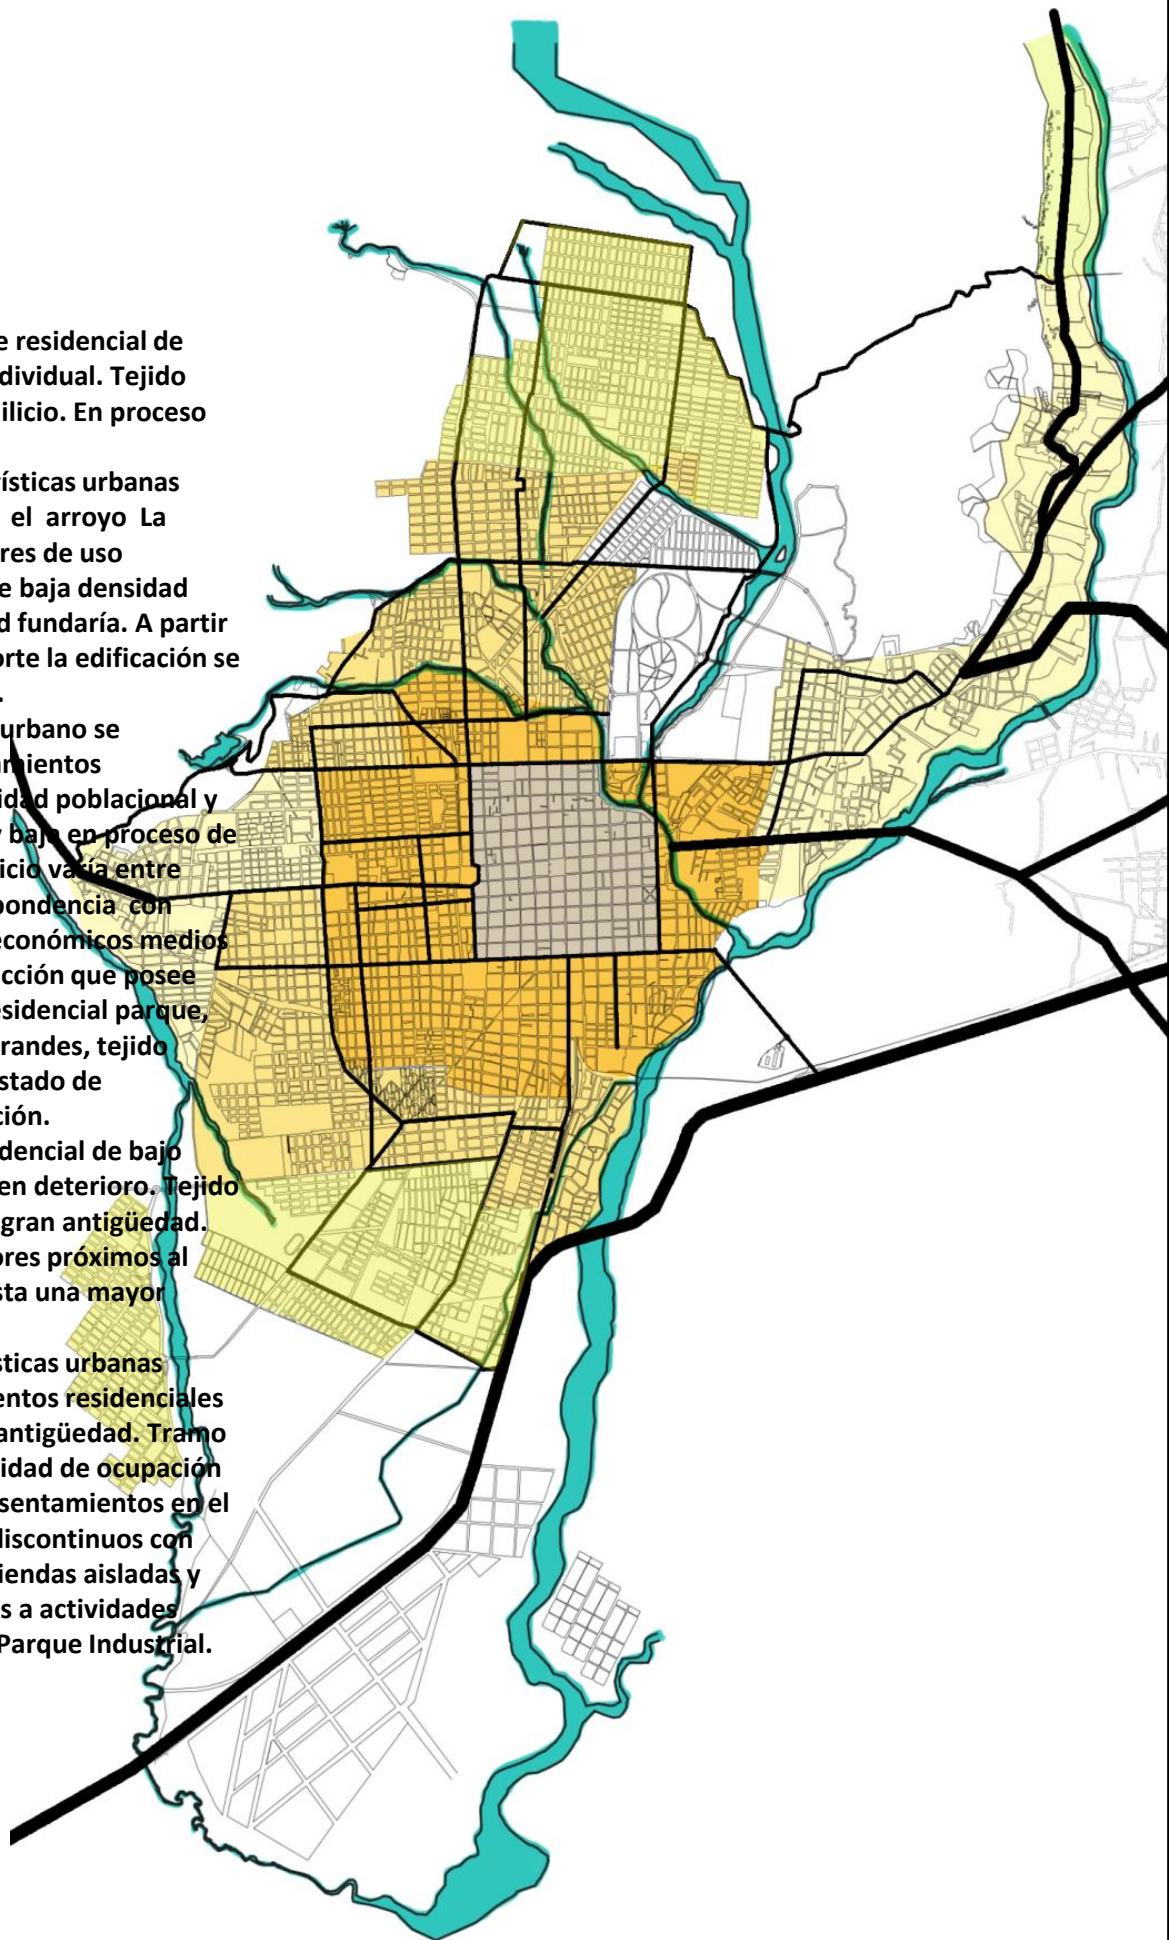 e residencial de
dividual. Tejido
ilicio. En proceso
rísticas urbanas
el arroyo La
res de uso
e baja densidad
d fundaría. A partir
orte la edificación se
.
urbano se
amientos
idad poblacional y
y baja en proceso de
icio varía entre
pondencia con
económicos medios
cción que posee
esidencial parque,
randes, tejido
stado de
ción.
dencial de bajo
en deterioro. Tejido
gran antigüedad.
ores próximos al
sta una mayor
sticas urbanas
entos residenciales
antigüedad. Tramo
idad de ocupación
sentamientos en el
discontinuos con
iendas aisladas y
s a actividades
Parque Industrial.